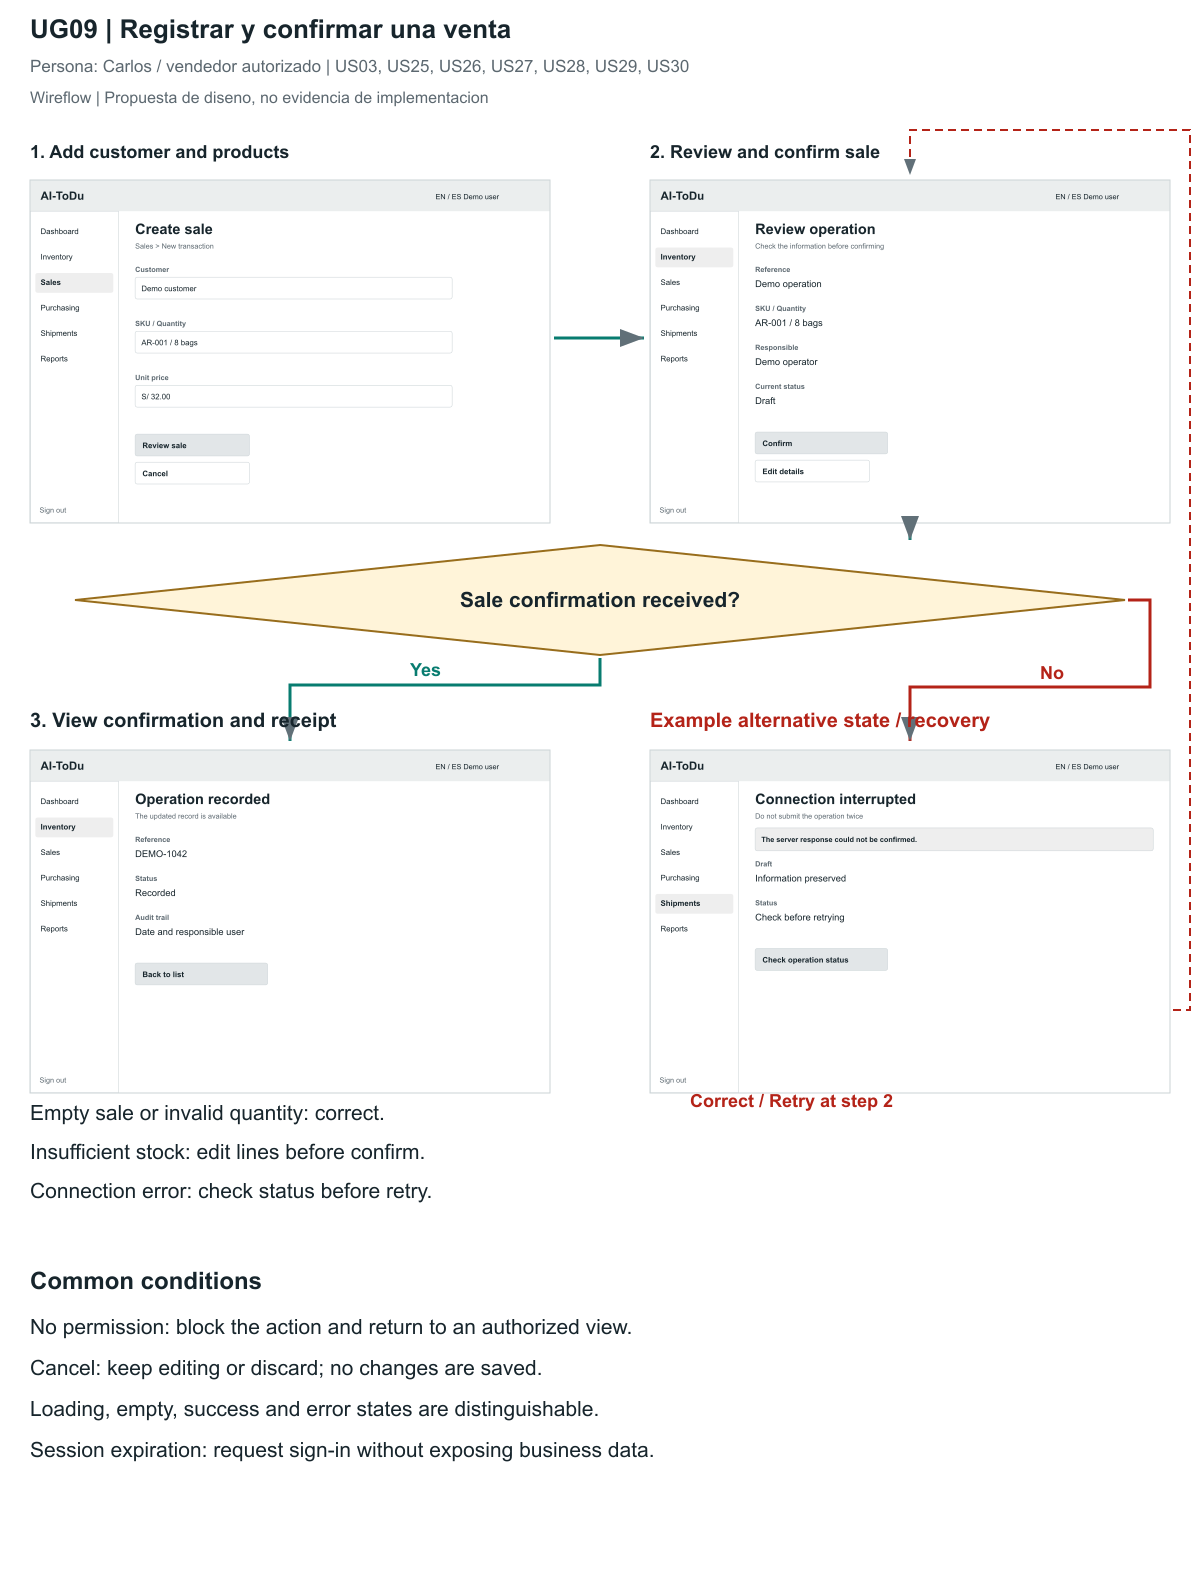 UG09 | Registrar y confirmar una venta
Persona: Carlos / vendedor autorizado | US03, US25, US26, US27, US28, US29, US30
Wireflow | Propuesta de diseno, no evidencia de implementacion
1. Add customer and products
AI-ToDu
EN / ES Demo user
Dashboard
Inventory
Sales
Purchasing
Shipments
Reports
Sign out
Create sale
Sales > New transaction
Customer
Demo customer
SKU / Quantity
AR-001 / 8 bags
Unit price
S/ 32.00
Review sale
Cancel
2. Review and confirm sale
AI-ToDu
EN / ES Demo user
Dashboard
Inventory
Sales
Purchasing
Shipments
Reports
Sign out
Review operation
Check the information before confirming
Reference
Demo operation
SKU / Quantity
AR-001 / 8 bags
Responsible
Demo operator
Current status
Draft
Confirm
Edit details
Sale confirmation received?
Yes
No
3. View confirmation and receipt
AI-ToDu
EN / ES Demo user
Dashboard
Inventory
Sales
Purchasing
Shipments
Reports
Sign out
Operation recorded
The updated record is available
Reference
DEMO-1042
Status
Recorded
Audit trail
Date and responsible user
Back to list
Example alternative state / recovery
AI-ToDu
EN / ES Demo user
Dashboard
Inventory
Sales
Purchasing
Shipments
Reports
Sign out
Connection interrupted
Do not submit the operation twice
The server response could not be confirmed.
Draft
Information preserved
Status
Check before retrying
Check operation status
Correct / Retry at step 2
Empty sale or invalid quantity: correct.
Insufficient stock: edit lines before confirm.
Connection error: check status before retry.
Common conditions
No permission: block the action and return to an authorized view.
Cancel: keep editing or discard; no changes are saved.
Loading, empty, success and error states are distinguishable.
Session expiration: request sign-in without exposing business data.